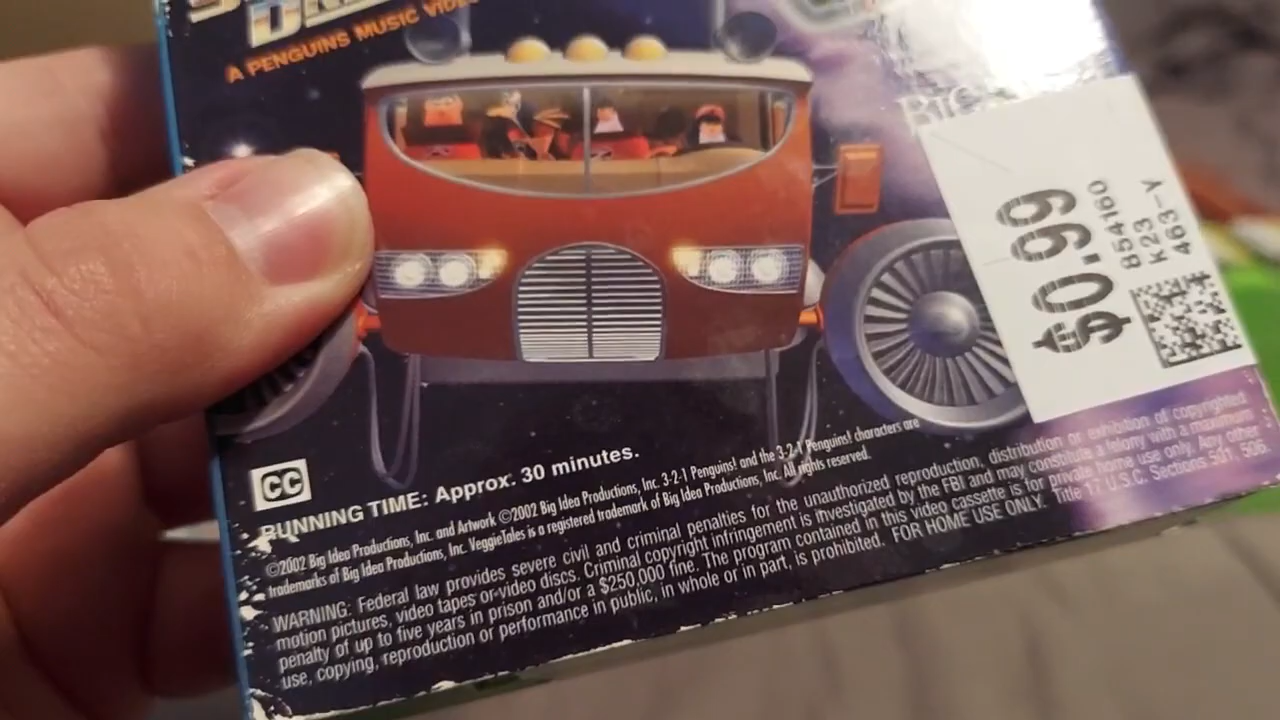 A PENGUINS MUSIC VIDEO
BIG
$0.99
854160
K23
463-Y
CC
RUNNING TIME: Approx. 30 minutes.
©2002 Big Idea Productions, Inc. and Artwork ©2002 Big Idea Productions, Inc. 3-2-1 Penguins! and the 3-2-1 Penguins! characters are
trademarks of Big Idea Productions, Inc. VeggieTales is a registered trademark of Big Idea Productions, Inc. All rights reserved.
WARNING: Federal law provides severe civil and criminal penalties for the unauthorized reproduction, distribution or exhibition of copyrighted
motion pictures, video tapes or video discs. Criminal copyright infringement is investigated by the FBI and may constitute a felony with a maximum
penalty of up to five years in prison and/or a $250,000 fine. The program contained in this video cassette is for private home use only. Any other
use, copying, reproduction or performance in public, in whole or in part, is prohibited. FOR HOME USE ONLY. Title 17 U.S.C. Sections 501, 506.